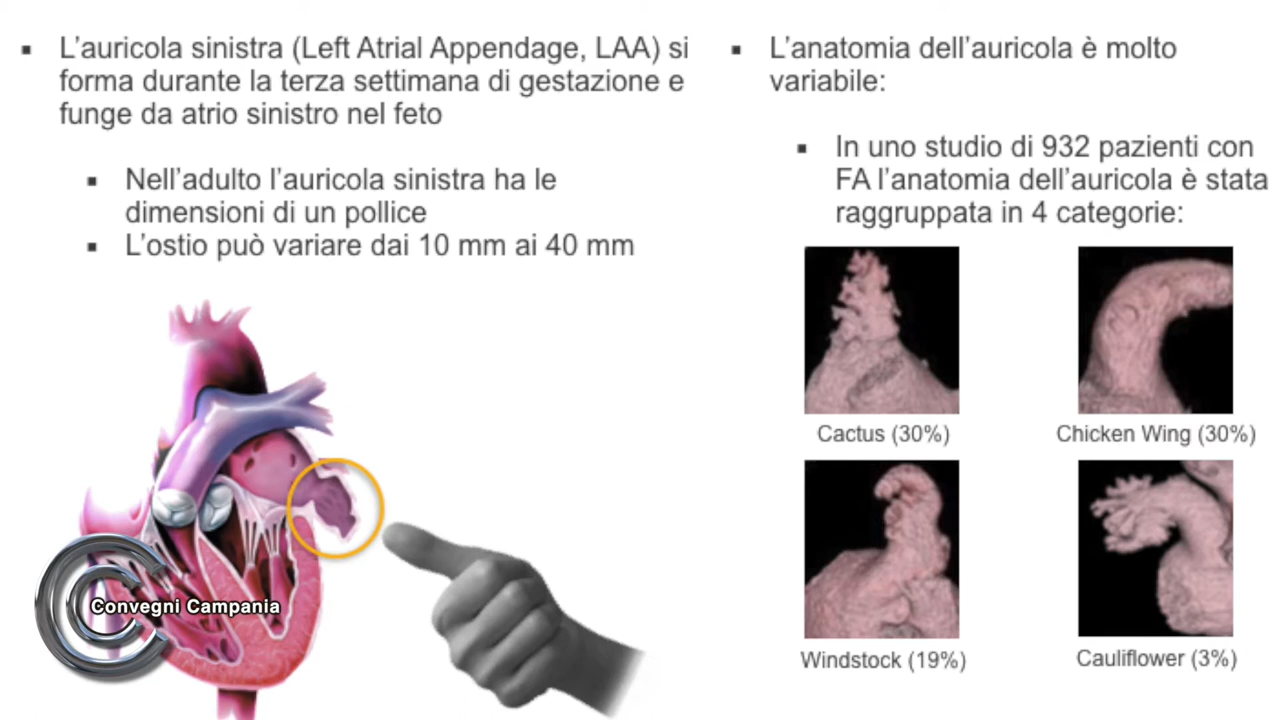 L'auricola sinistra (Left Atrial Appendage, LAA) si
forma durante la terza settimana di gestazione e
funge da atrio sinistro nel feto
Nell'adulto l'auricola sinistra ha le
dimensioni di un pollice
L'ostio può variare dai 10 mm ai 40 mm
Convegni Campania
L'anatomia dell'auricola è molto
variabile:
In uno studio di 932 pazienti con
FA l'anatomia dell'auricola è stata
raggruppata in 4 categorie:
Cactus (30%)
Chicken Wing (30%)
Windstock (19%)
Cauliflower (3%)